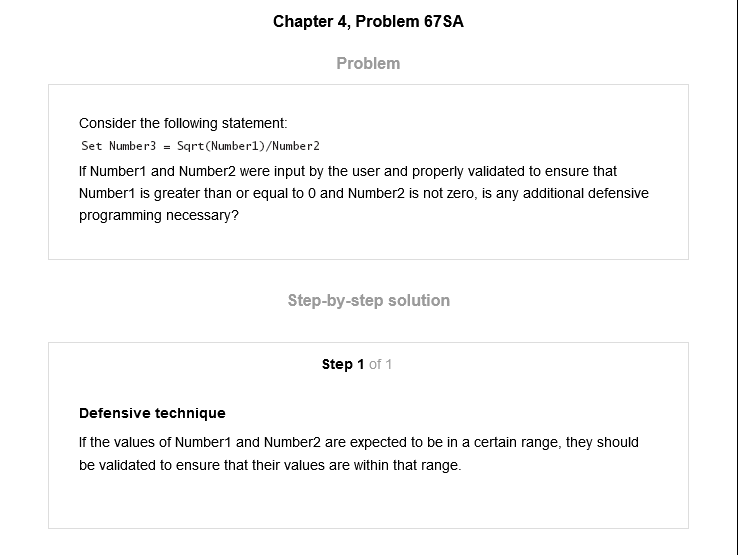 Chapter 4, Problem 67SA
Problem
Consider the following statement:
Set Number3 = Sqrt(Number1)/Number2
If Number1 and Number2 were input by the user and properly validated to ensure that
Number1 is greater than or equal to 0 and Number2 is not zero, is any additional defensive
programming necessary?
Step-by-step solution
Step 1 of 1
Defensive technique
If the values of Number1 and Number2 are expected to be in a certain range, they should
be validated to ensure that their values are within that range.